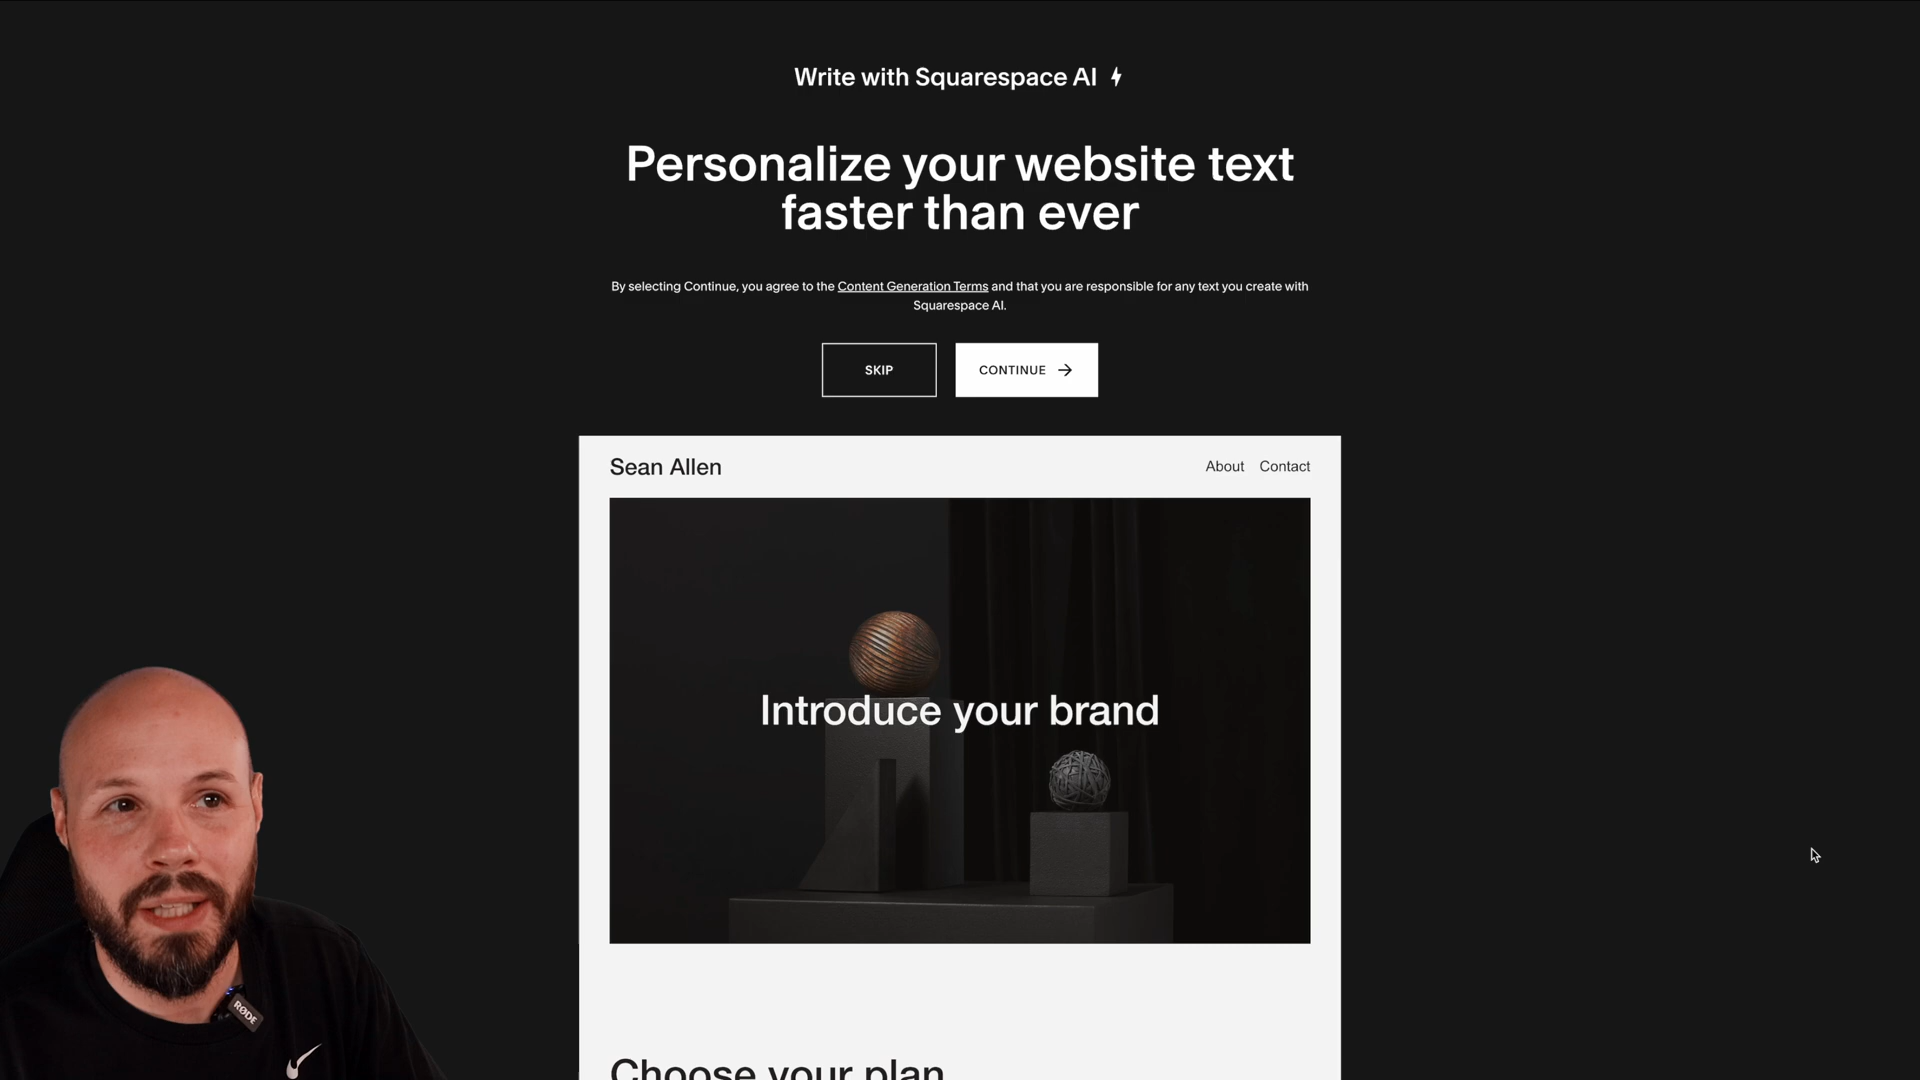 Write with Squarespace AI
Personalize your website text
faster than ever
By selecting Continue, you agree to the Content Generation Terms and that you are responsible for any text you create with
Squarespace AI.
SKIP
CONTINUE
Sean Allen
About
Contact
Introduce your brand
Choose your plan
RØDE